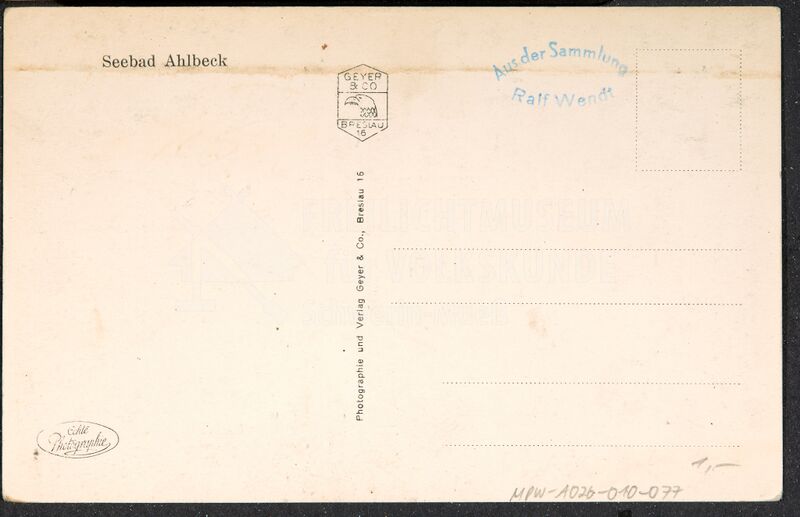 Seebad Ahlbeck
GEYER
& CO
BRESLAU
16
Aus der Sammlung
Ralf Wendt
Photographie und Verlag Geyer & Co., Breslau 16
FREILICHTMUSEUM
für VOLKSKUNDE
Schwerin-Mueß
Echte
Photographie
1,-
MPW-1026-010-077